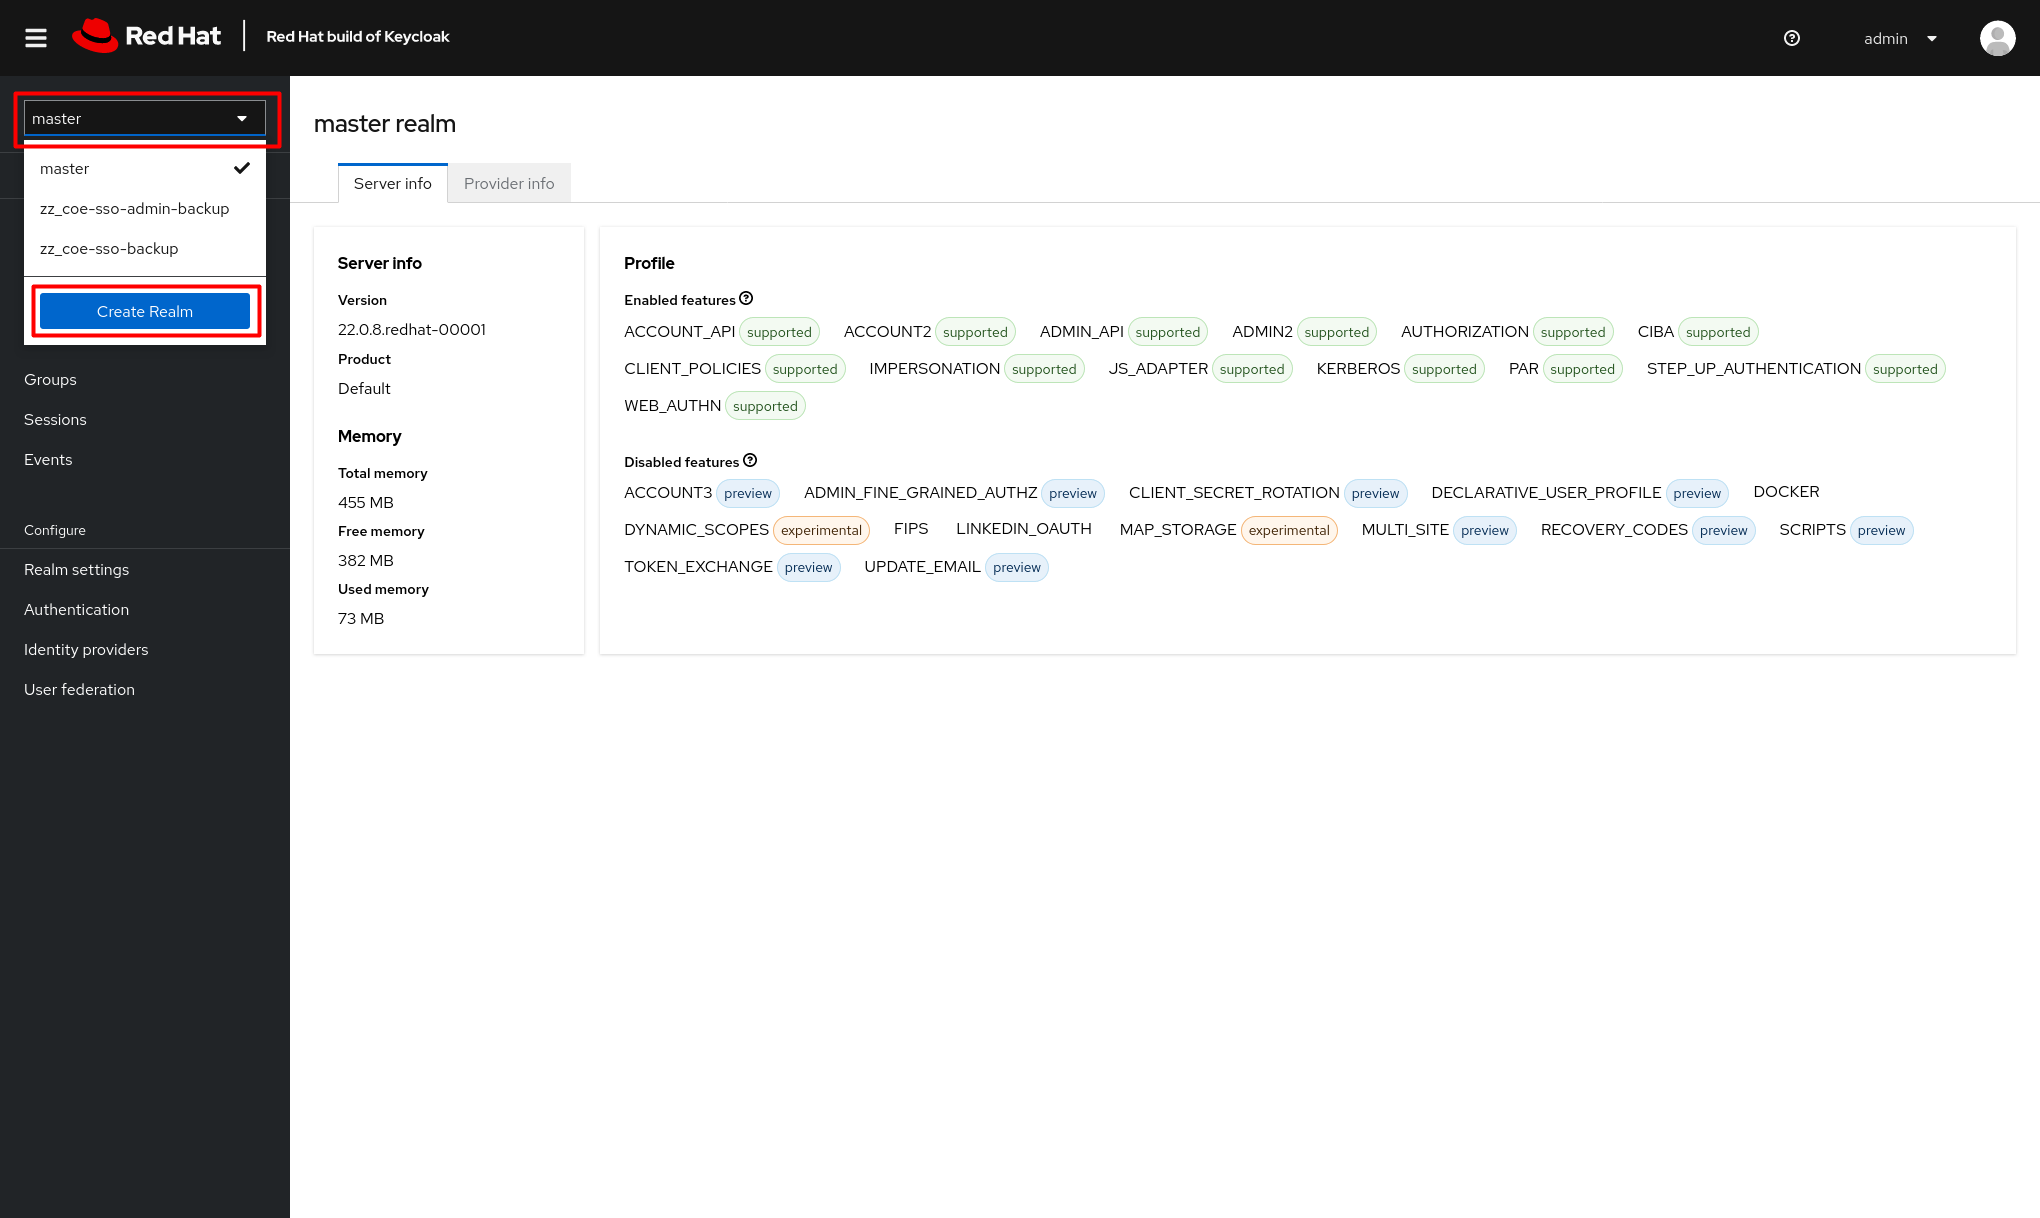 Red Hat Red Hat build of Keycloak admin
master
master
zz_coe-sso-admin-backup
zz_coe-sso-backup
Create Realm
Groups
Sessions
Events
Configure
Realm settings
Authentication
Identity providers
User federation
master realm
Server info Provider info
Server info
Version
22.0.8.redhat-00001
Product
Default
Memory
Total memory
455 MB
Free memory
382 MB
Used memory
73 MB
Profile
Enabled features
ACCOUNT_API supported ACCOUNT2 supported ADMIN_API supported ADMIN2 supported AUTHORIZATION supported CIBA supported
CLIENT_POLICIES supported IMPERSONATION supported JS_ADAPTER supported KERBEROS supported PAR supported STEP_UP_AUTHENTICATION supported
WEB_AUTHN supported
Disabled features
ACCOUNT3 preview ADMIN_FINE_GRAINED_AUTHZ preview CLIENT_SECRET_ROTATION preview DECLARATIVE_USER_PROFILE preview DOCKER
DYNAMIC_SCOPES experimental FIPS LINKEDIN_OAUTH MAP_STORAGE experimental MULTI_SITE preview RECOVERY_CODES preview SCRIPTS preview
TOKEN_EXCHANGE preview UPDATE_EMAIL preview